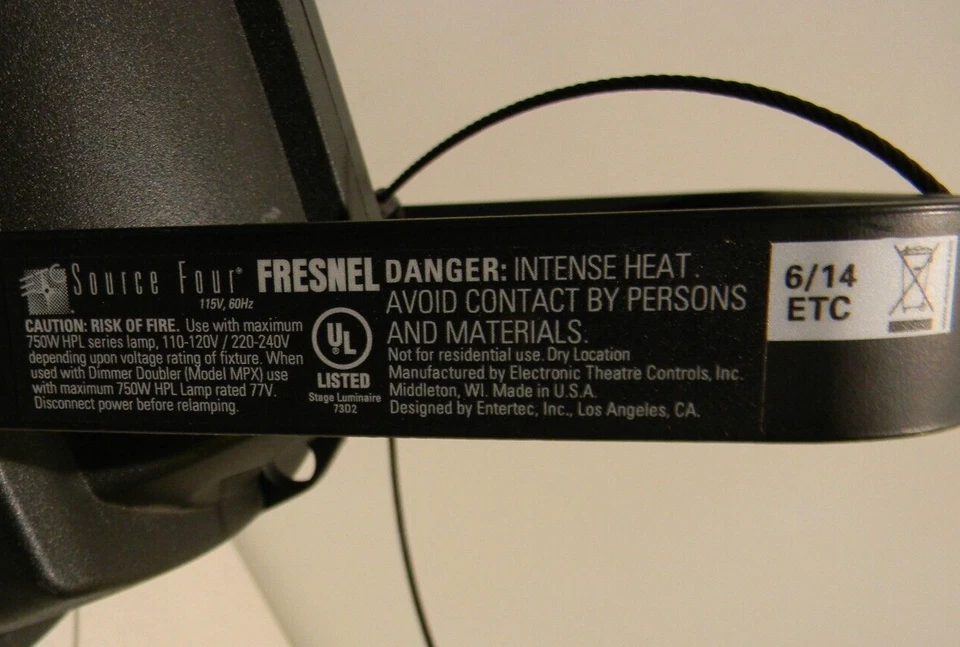 Source Four® FRESNEL
115V, 60Hz
CAUTION: RISK OF FIRE. Use with maximum
750W HPL series lamp, 110-120V / 220-240V
depending upon voltage rating of fixture. When
used with Dimmer Doubler (Model MPX) use
with maximum 750W HPL Lamp rated 77V.
Disconnect power before relamping.
UL
LISTED
Stage Luminaire
73D2
DANGER: INTENSE HEAT.
AVOID CONTACT BY PERSONS
AND MATERIALS.
Not for residential use. Dry Location
Manufactured by Electronic Theatre Controls, Inc.
Middleton, WI. Made in U.S.A.
Designed by Entertec, Inc., Los Angeles, CA.
6/14
ETC